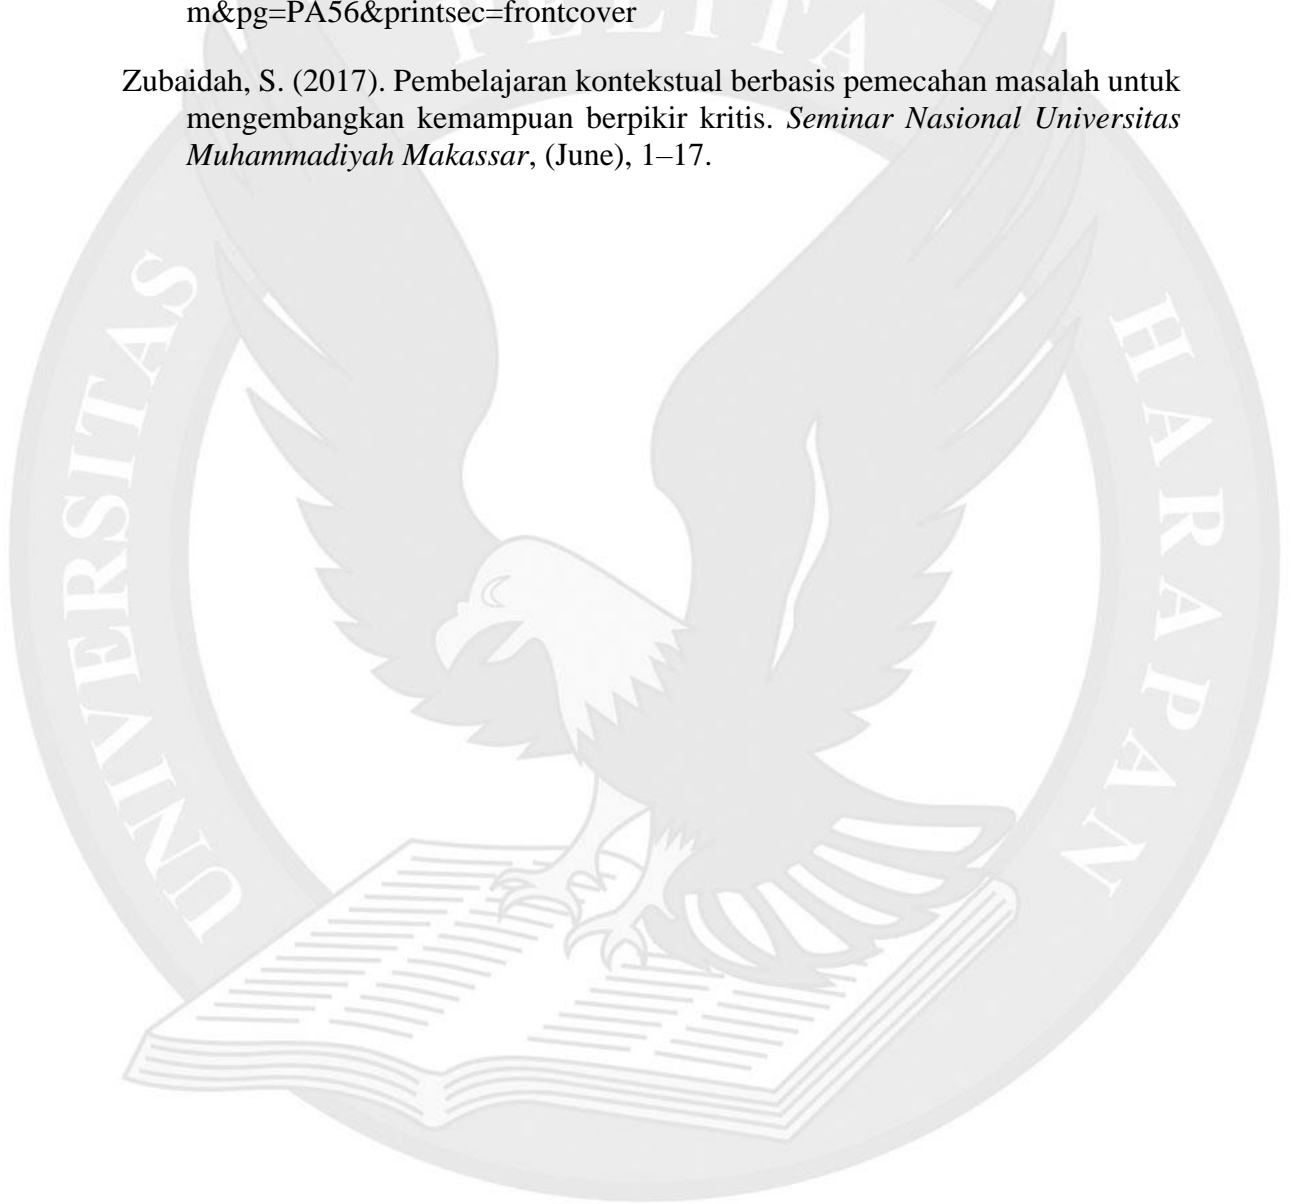 m&pg=PA56&printsec=frontcover
Zubaidah, S. (2017). Pembelajaran kontekstual berbasis pemecahan masalah untuk
mengembangkan kemampuan berpikir kritis. Seminar Nasional Universitas
Muhammadiyah Makassar, (June), 1–17.
UNIVERSITAS
PELITA
HARAPAN